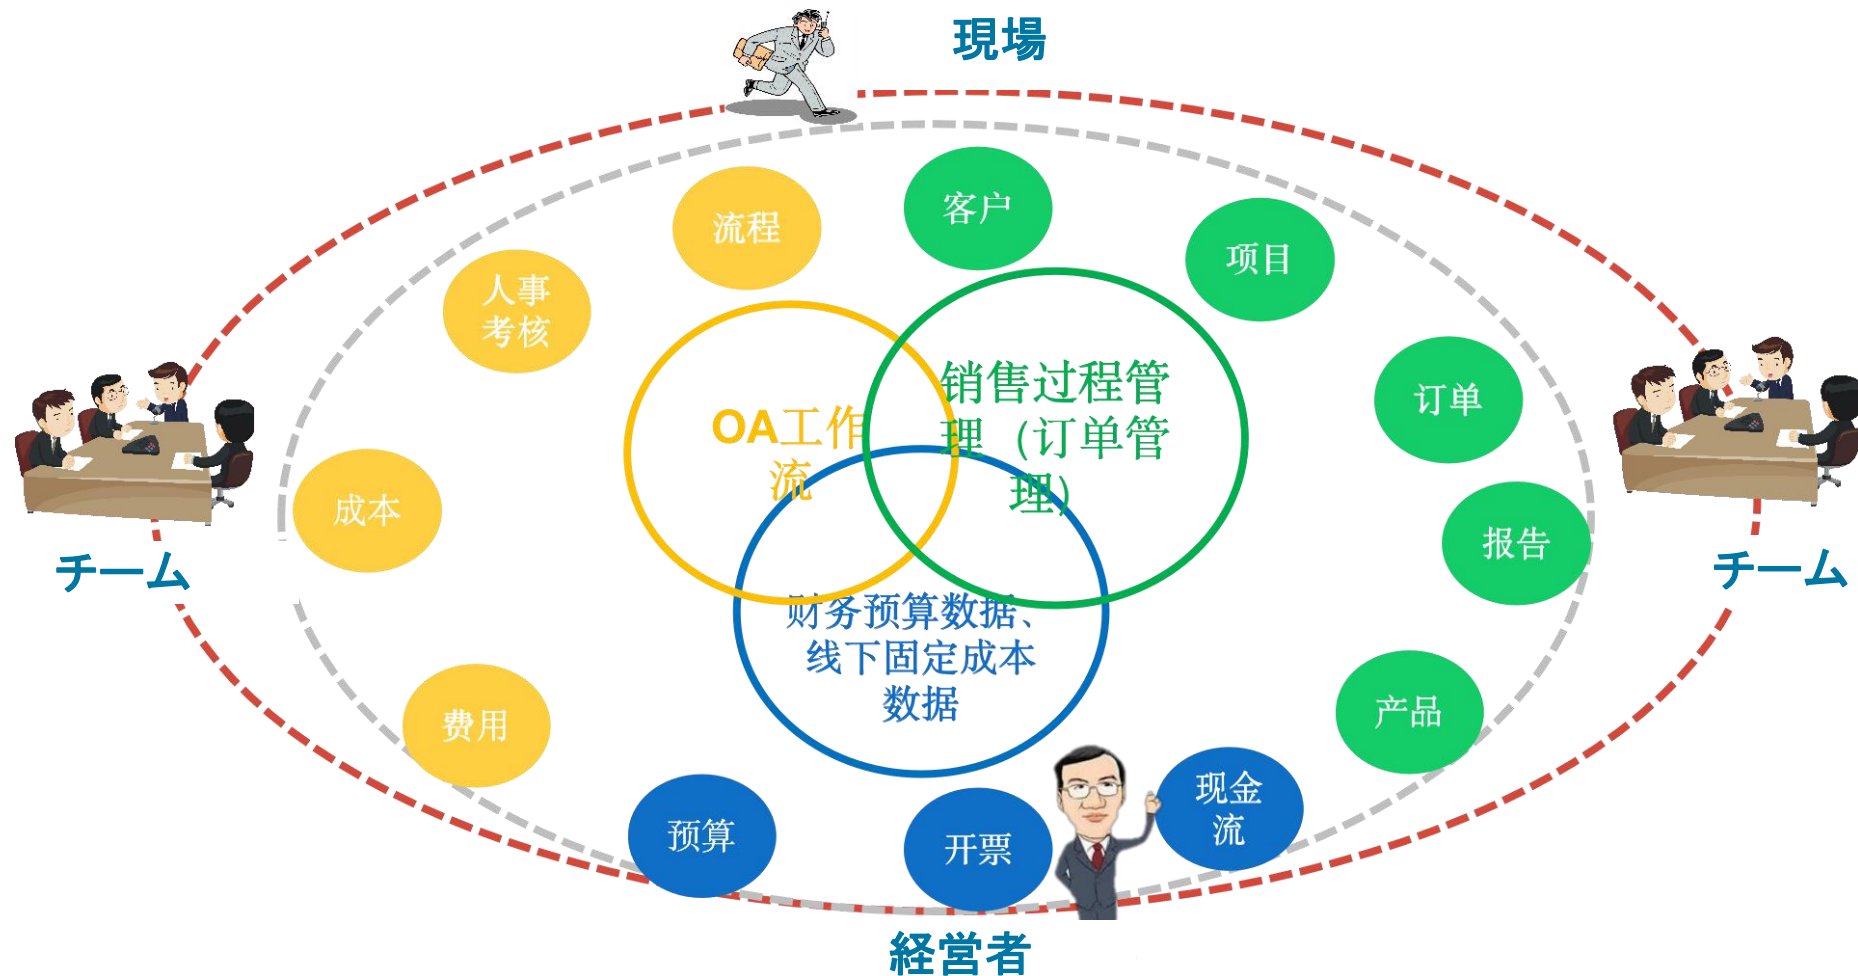 現場
流程
客户
项目
人事
考核
订单
销售过程管
理（订单管
理）
OA工作
流
成本
报告
チーム
チーム
财务预算数据、
线下固定成本
数据
费用
产品
预算
开票
现金
流
経営者